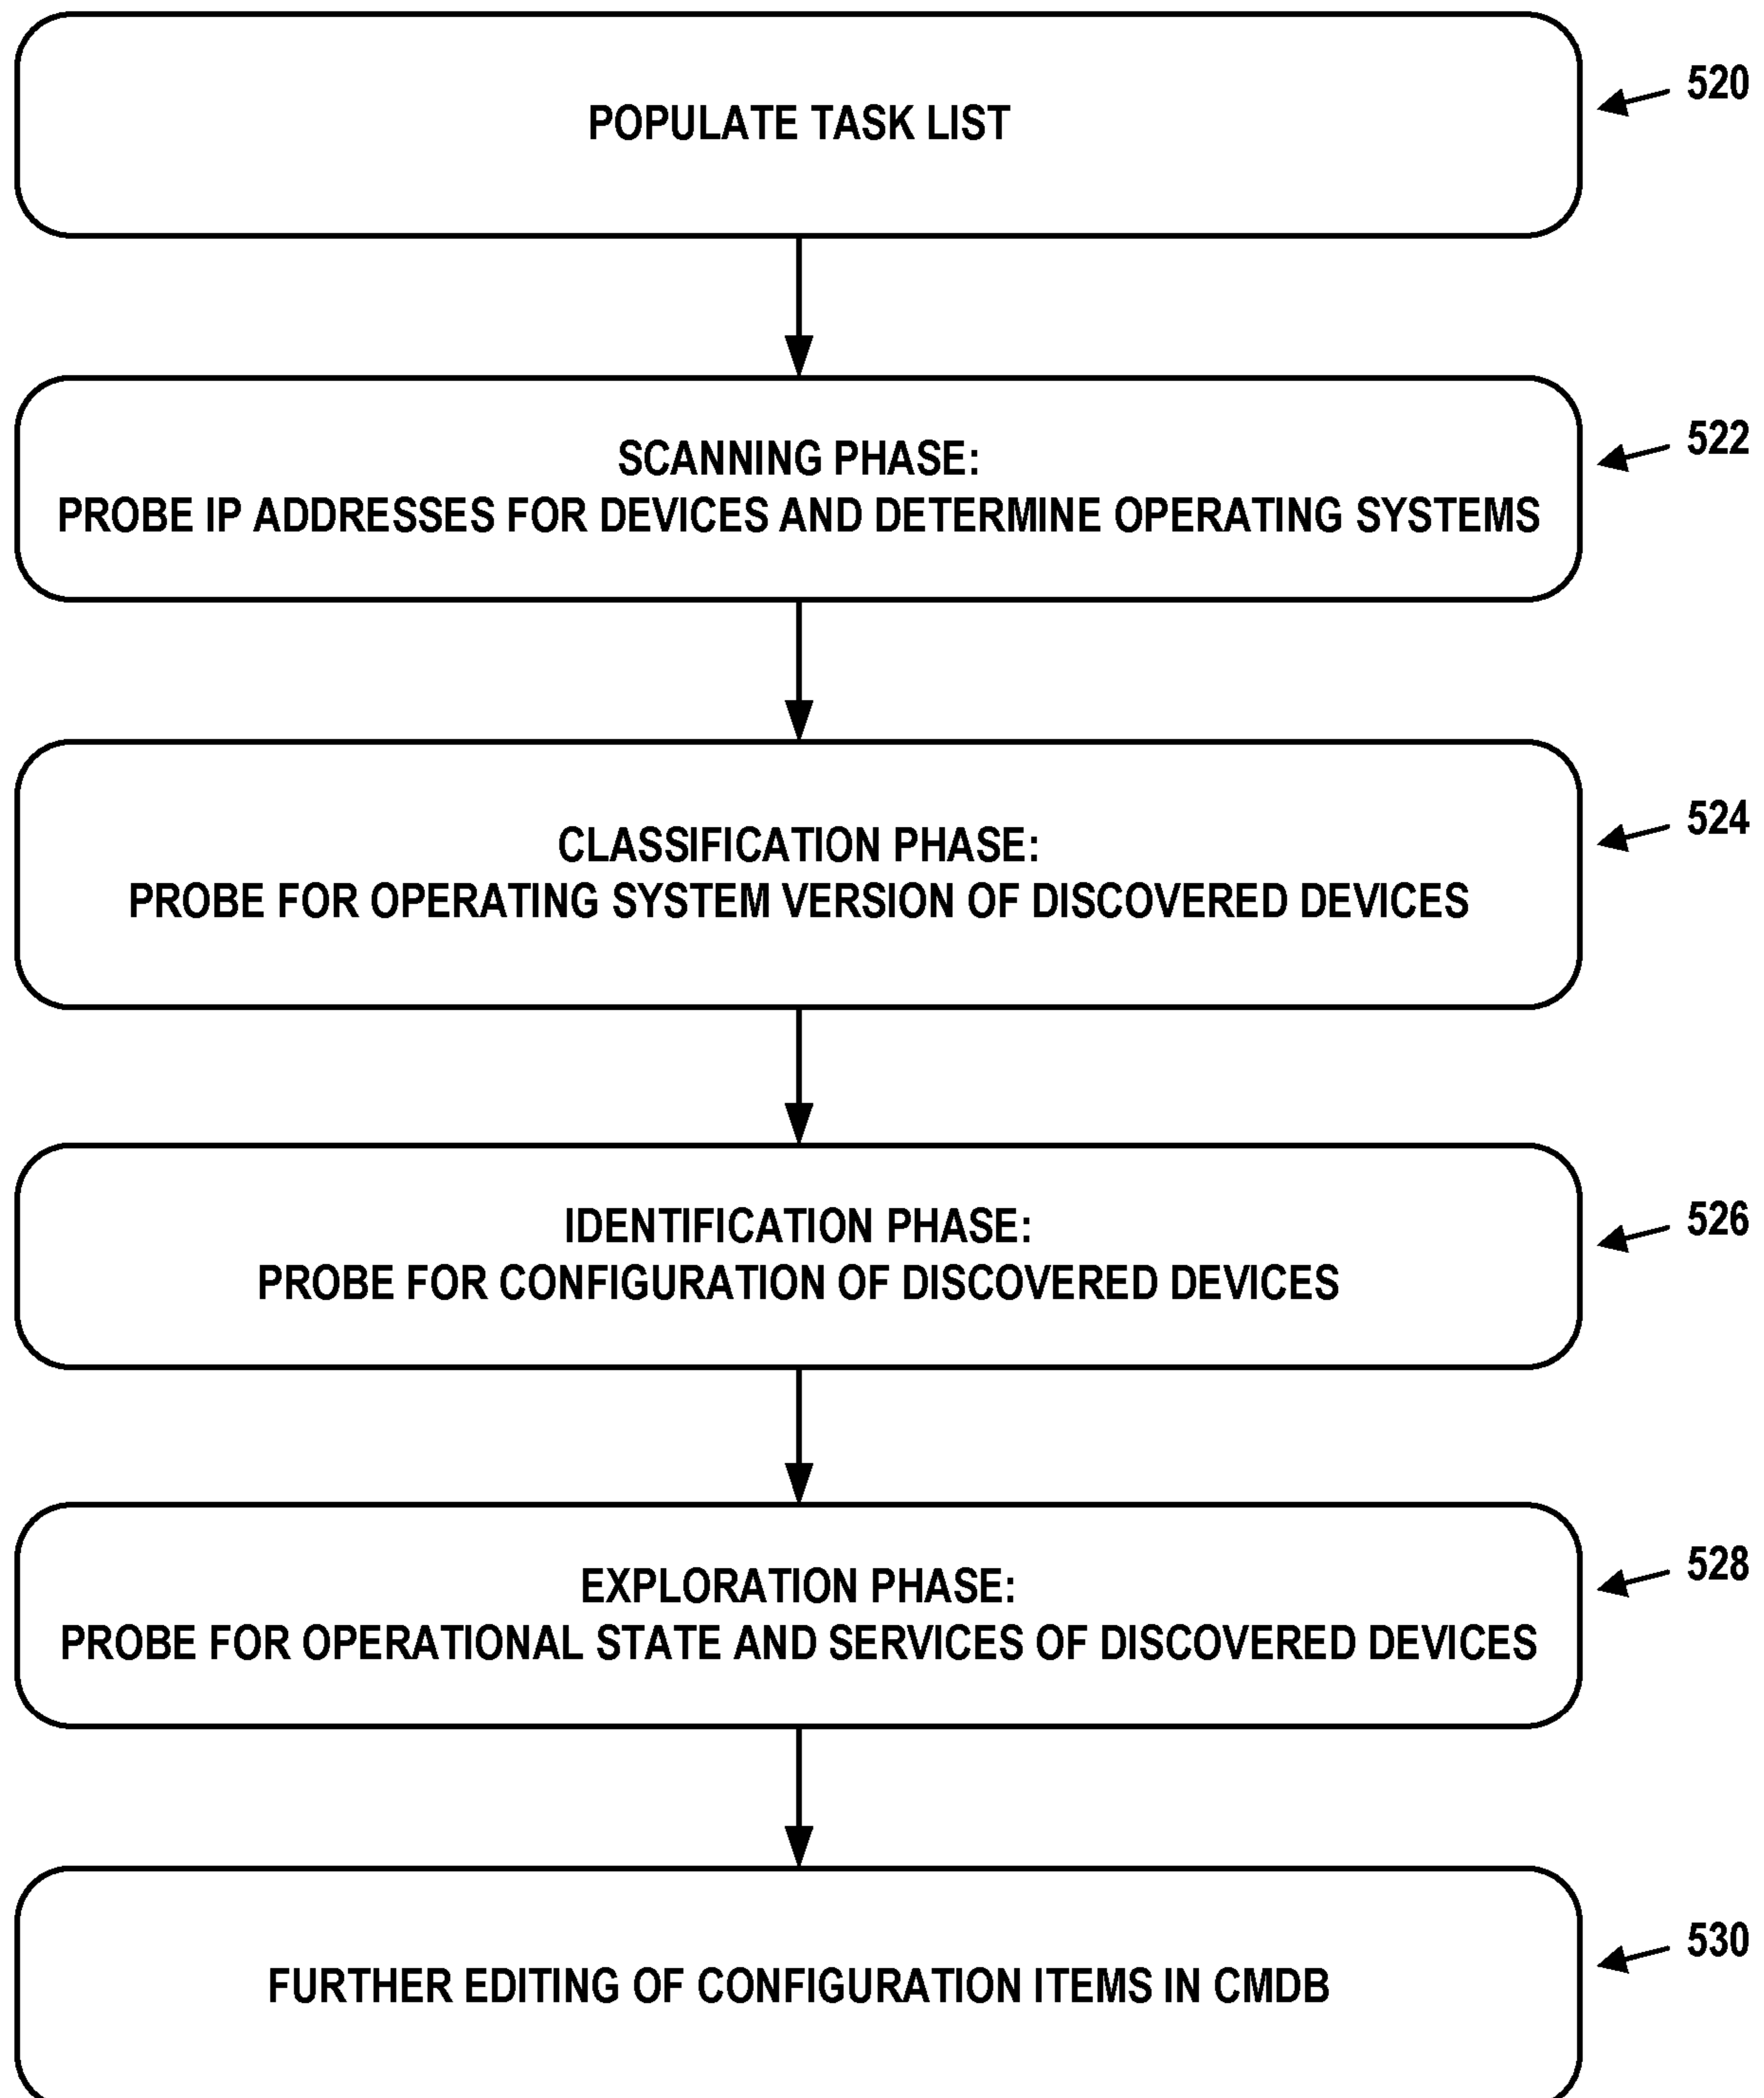 POPULATE TASK LIST
520
SCANNING PHASE:
PROBE IP ADDRESSES FOR DEVICES AND DETERMINE OPERATING SYSTEMS
522
CLASSIFICATION PHASE:
PROBE FOR OPERATING SYSTEM VERSION OF DISCOVERED DEVICES
524
IDENTIFICATION PHASE:
PROBE FOR CONFIGURATION OF DISCOVERED DEVICES
526
EXPLORATION PHASE:
PROBE FOR OPERATIONAL STATE AND SERVICES OF DISCOVERED DEVICES
528
FURTHER EDITING OF CONFIGURATION ITEMS IN CMDB
530